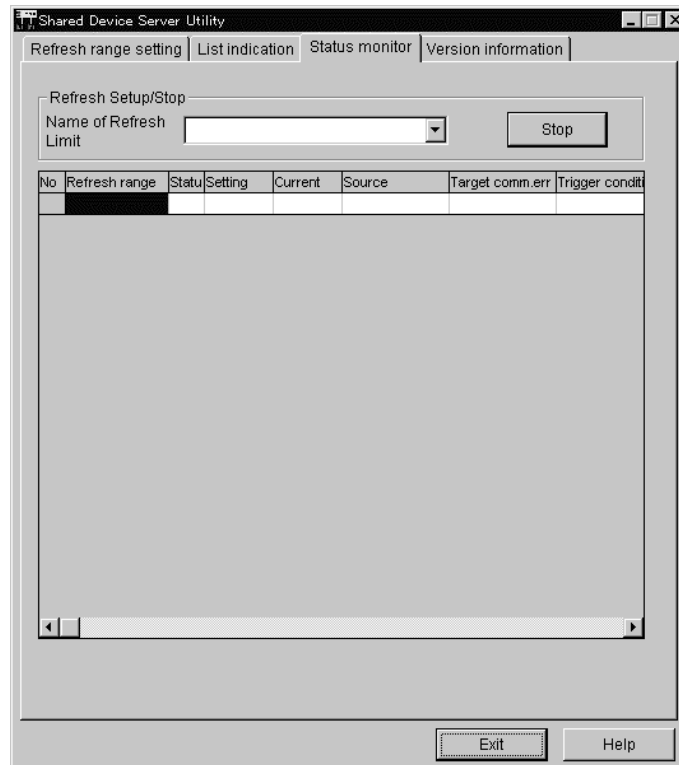 Shared Device Server Utility
Refresh range setting List indication Status monitor Version information
Refresh Setup/Stop
Name of Refresh
Limit
Stop
No Refresh range Statu Setting Current Source Target comm.err Trigger conditi
Exit Help